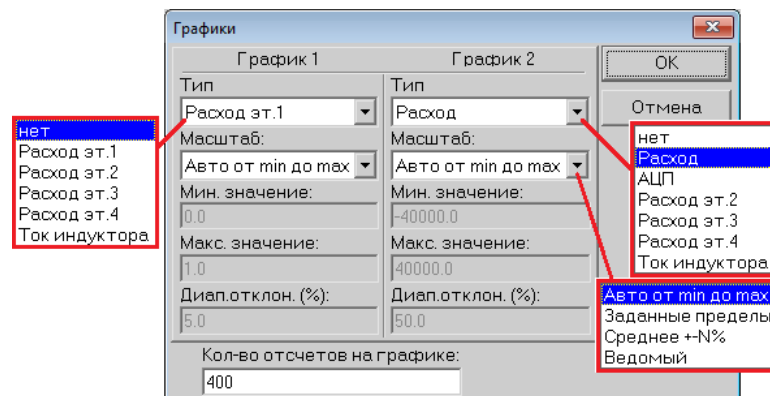 Графики
График 1
График 2
OK
Отмена
Тип
Расход эт.1
Масштаб:
Авто от min до max
Мин. значение:
0.0
Макс. значение:
1.0
Диап.отклон. (%):
5.0
Тип
Расход
Масштаб:
Авто от min до max
Мин. значение:
-40000.0
Макс. значение:
40000.0
Диап.отклон. (%):
50.0
Кол-во отсчетов на графике:
400
нет
Расход эт.1
Расход эт.2
Расход эт.3
Расход эт.4
Ток индуктора
нет
Расход
АЦП
Расход эт.2
Расход эт.3
Расход эт.4
Ток индуктора
Авто от min до max
Заданные пределы
Среднее +-N%
Ведомый